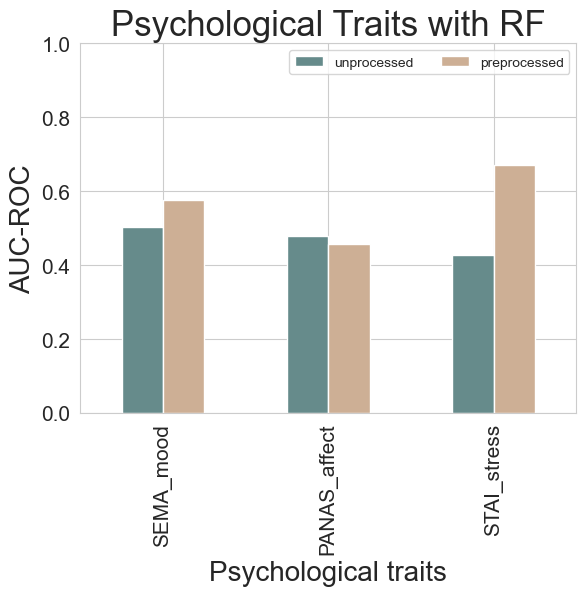 Psychological Traits with RF
unprocessed preprocessed
AUC-ROC
1.0
0.8
0.6
0.4
0.2
0.0
SEMA_mood
PANAS_affect
STAI_stress
Psychological traits